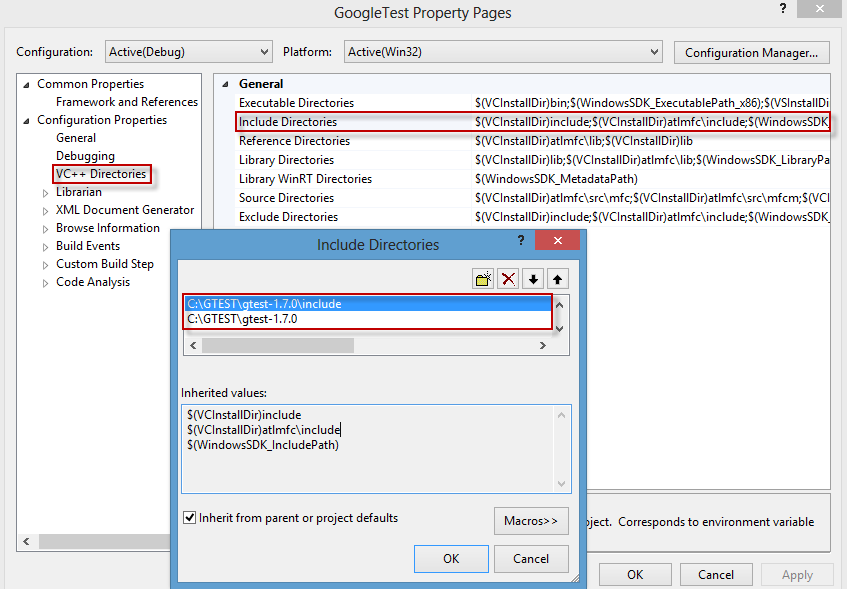 GoogleTest Property Pages
?
Configuration:
Active(Debug)
Platform:
Active(Win32)
Configuration Manager...
Common Properties
Framework and References
Configuration Properties
General
Debugging
VC++ Directories
Librarian
XML Document Generator
Browse Information
Build Events
Custom Build Step
Code Analysis
General
Executable Directories $(VCInstallDir)bin;$(WindowsSDK_ExecutablePath_x86);$(VSInstallDi
Include Directories $(VCInstallDir)include;$(VCInstallDir)atlmfc\include;$(WindowsSDK_
Reference Directories $(VCInstallDir)atlmfc\lib;$(VCInstallDir)lib
Library Directories $(VCInstallDir)lib;$(VCInstallDir)atlmfc\lib;$(WindowsSDK_LibraryPa
Library WinRT Directories $(WindowsSDK_MetadataPath)
Source Directories $(VCInstallDir)atlmfc\src\mfc;$(VCInstallDir)atlmfc\src\mfcm;$(VCI
Exclude Directories $(VCInstallDir)include;$(VCInstallDir)atlmfc\include;$(WindowsSDK_
Include Directories
?
C:\GTEST\gtest-1.7.0\include
C:\GTEST\gtest-1.7.0
Inherited values:
$(VCInstallDir)include
$(VCInstallDir)atlmfc\include
$(WindowsSDK_IncludePath)
Inherit from parent or project defaults
Macros>>
OK
Cancel
ject. Corresponds to environment variable
OK
Cancel
Apply